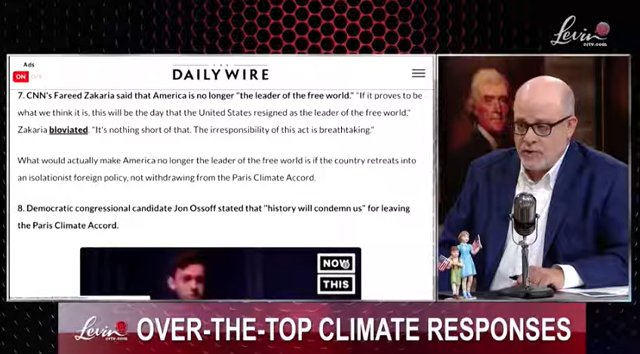 Levin
crtv.com
Ads
ON
OFF
THE
DAILY WIRE
7. CNN's Fareed Zakaria said that America is no longer "the leader of the free world." "If it proves to be
what we think it is, this will be the day that the United States resigned as the leader of the free world,"
Zakaria bloviated. "It's nothing short of that. The irresponsibility of this act is breathtaking."
What would actually make America no longer the leader of the free world is if the country retreats into
an isolationist foreign policy, not withdrawing from the Paris Climate Accord.
8. Democratic congressional candidate Jon Ossoff stated that "history will condemn us" for leaving
the Paris Climate Accord.
NOW
THIS
Levin
crtv.com
OVER-THE-TOP CLIMATE RESPONSES